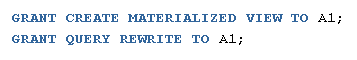 GRANT CREATE MATERIALIZED VIEW TO A1;
GRANT QUERY REWRITE TO A1;